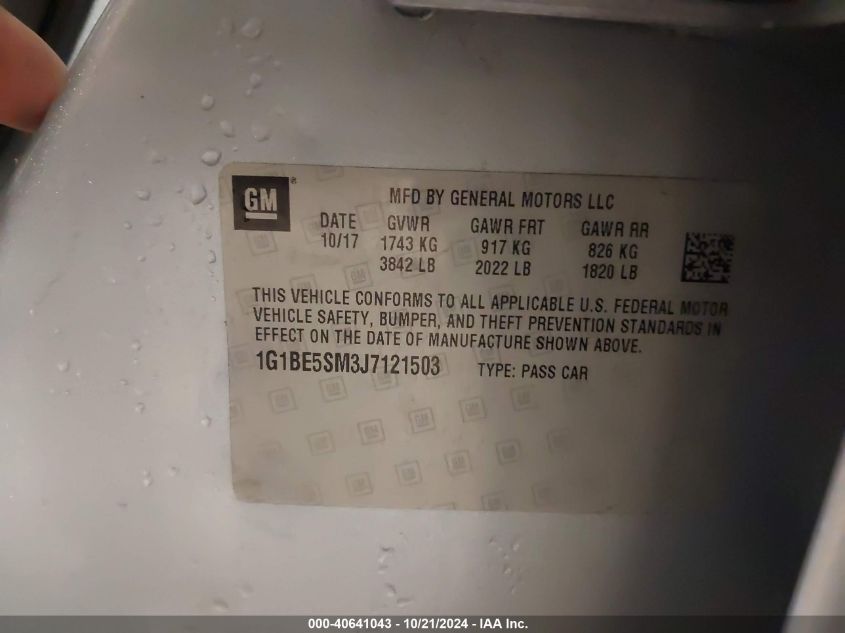 GM ®
MFD BY GENERAL MOTORS LLC
DATE GVWR GAWR FRT GAWR RR
10/17 1743 KG 917 KG 826 KG
3842 LB 2022 LB 1820 LB
THIS VEHICLE CONFORMS TO ALL APPLICABLE U.S. FEDERAL MOTOR
VEHICLE SAFETY, BUMPER, AND THEFT PREVENTION STANDARDS IN
EFFECT ON THE DATE OF MANUFACTURE SHOWN ABOVE.
1G1BE5SM3J7121503 TYPE: PASS CAR
000-40641043 / 10/21/2024 - IAA Inc.